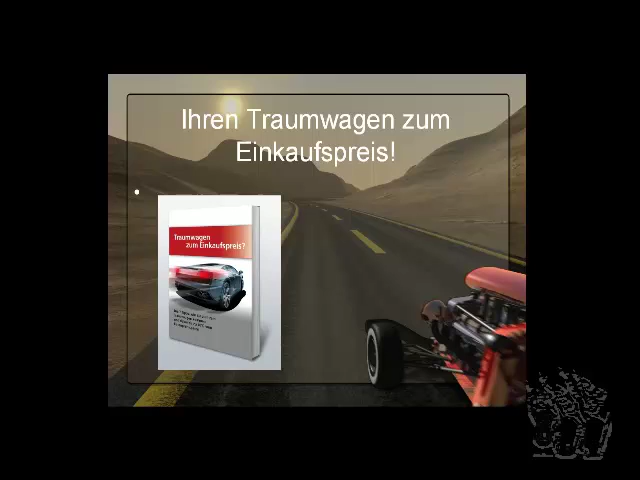 Ihren Traumwagen zum
Einkaufspreis!
Traumwagen
zum Einkaufspreis?